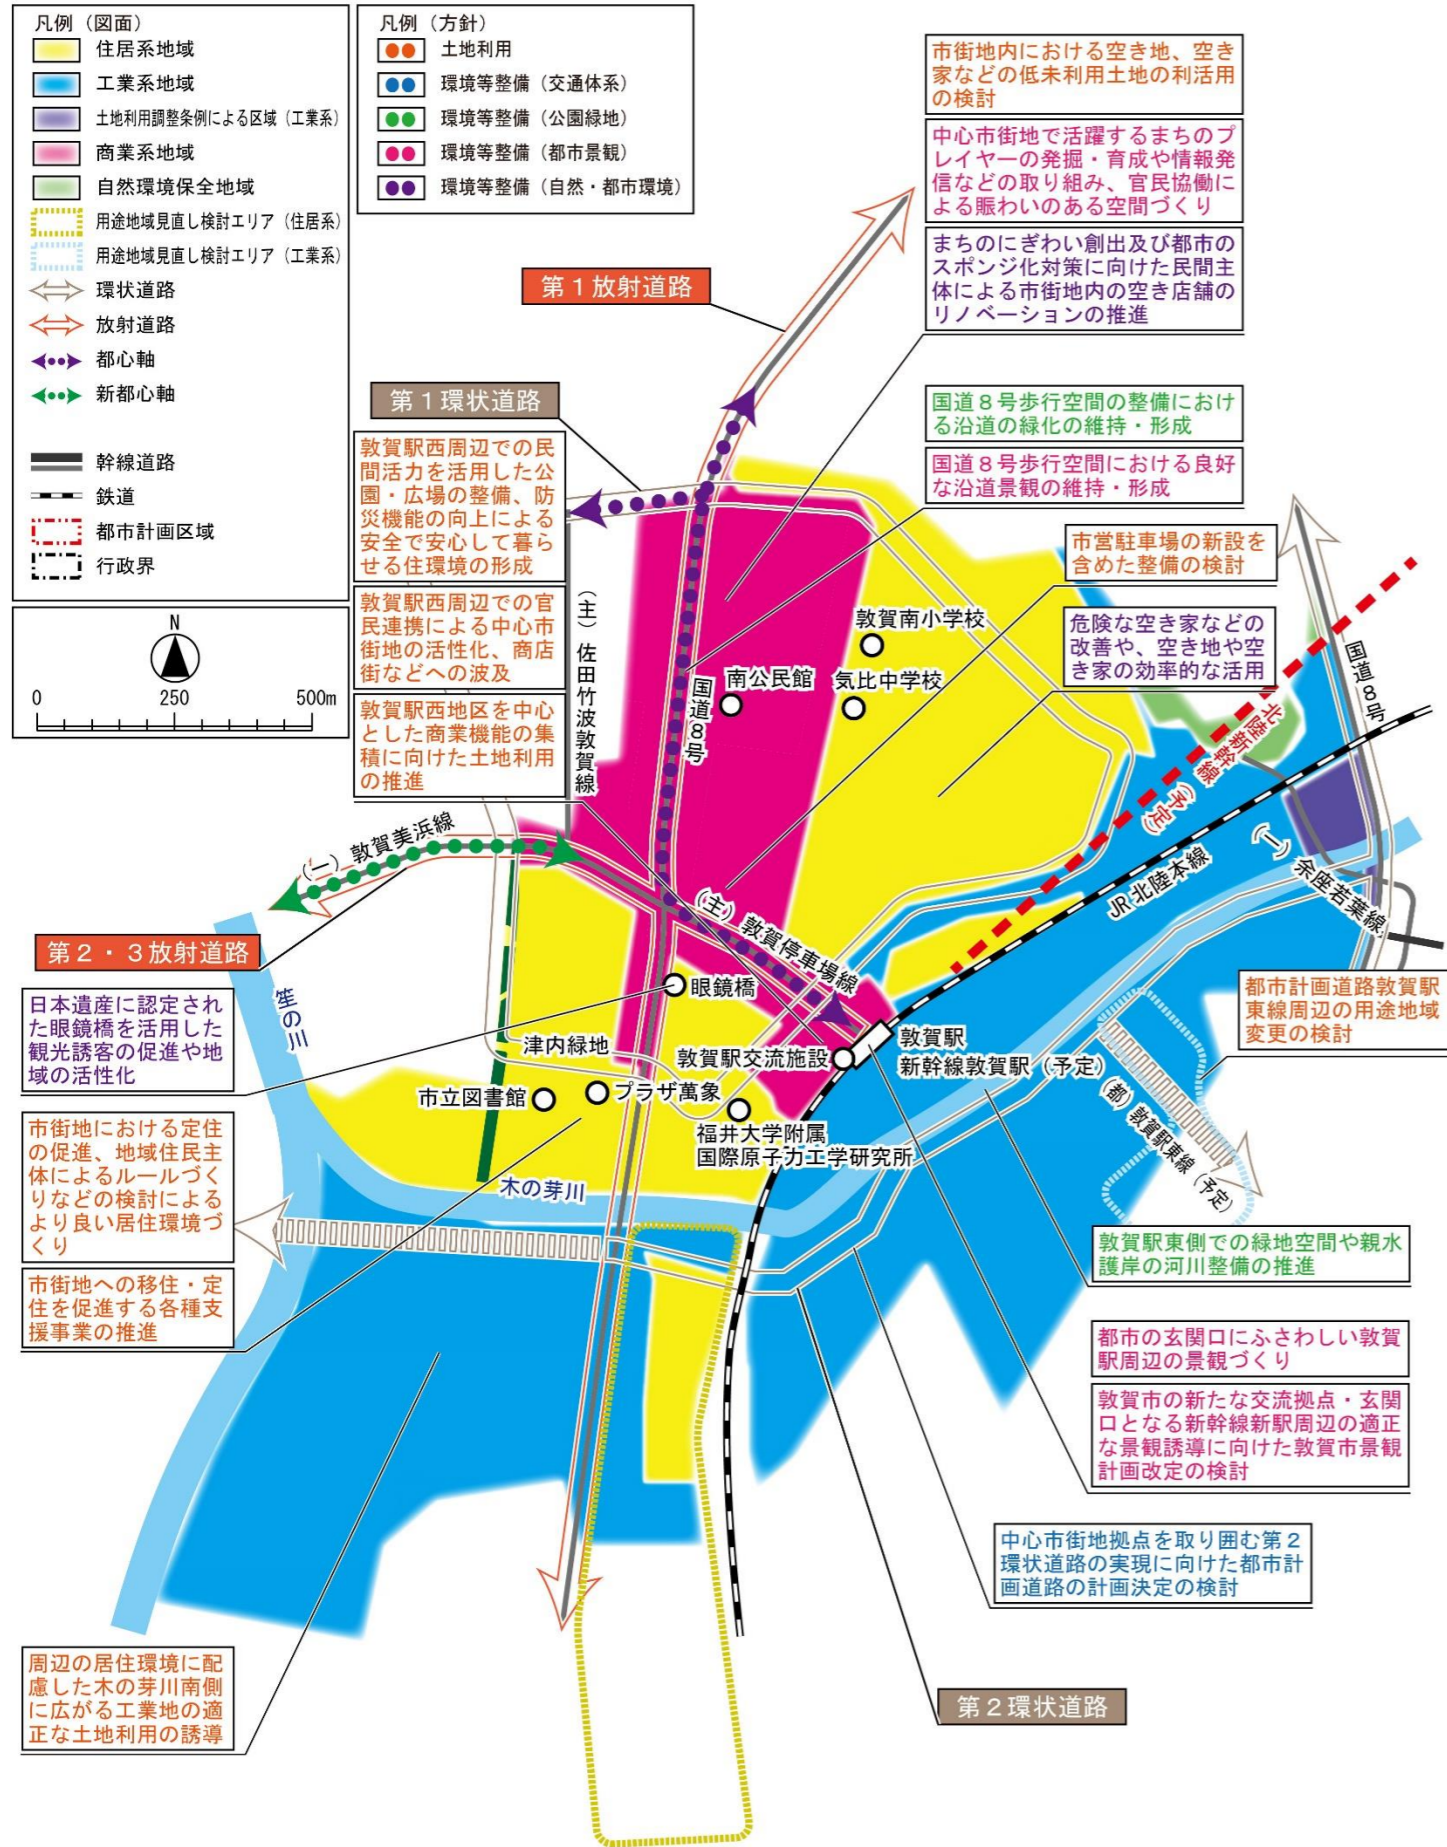 凡例（図面）
住居系地域
工業系地域
土地利用調整条例による区域（工業系）
商業系地域
自然環境保全地域
用途地域見直し検討エリア（住居系）
用途地域見直し検討エリア（工業系）
環状道路
放射道路
都心軸
新都心軸
幹線道路
鉄道
都市計画区域
行政界
凡例（方針）
土地利用
環境等整備（交通体系）
環境等整備（公園緑地）
環境等整備（都市景観）
環境等整備（自然・都市環境）
N
0 250 500m
市街地内における空き地、空き
家などの低未利用土地の利活用
の検討
中心市街地で活躍するまちのプ
レイヤーの発掘・育成や情報発
信などの取り組み、官民協働に
よる賑わいのある空間づくり
まちのにぎわい創出及び都市の
スポンジ化対策に向けた民間主
体による市街地内の空き店舗の
リノベーションの推進
第１放射道路
第１環状道路
国道８号歩行空間の整備におけ
る沿道の緑化の維持・形成
国道８号歩行空間における良好
な沿道景観の維持・形成
敦賀駅西周辺での民
間活力を活用した公
園・広場の整備、防
災機能の向上による
安全で安心して暮ら
せる住環境の形成
敦賀駅西周辺での官
民連携による中心市
街地の活性化、商店
街などへの波及
敦賀駅西地区を中心
とした商業機能の集
積に向けた土地利用
の推進
市営駐車場の新設を
含めた整備の検討
危険な空き家などの
改善や、空き地や空
き家の効率的な活用
（主）佐田竹波敦賀線
国道８号
敦賀南小学校
南公民館
気比中学校
国道８号
北陸新幹線（予定）
JR北陸本線
（一）余座若葉線
（一）敦賀美浜線
（主）敦賀停車場線
第２・３放射道路
日本遺産に認定され
た眼鏡橋を活用した
観光誘客の促進や地
域の活性化
笙の川
眼鏡橋
津内緑地
敦賀駅交流施設
敦賀駅
新幹線敦賀駅（予定）
市立図書館
プラザ萬象
福井大学附属
国際原子力工学研究所
（都）敦賀駅東線（予定）
都市計画道路敦賀駅
東線周辺の用途地域
変更の検討
市街地における定住
の促進、地域住民主
体によるルールづく
りなどの検討による
より良い居住環境づ
くり
市街地への移住・定
住を促進する各種支
援事業の推進
木の芽川
敦賀駅東側での緑地空間や親水
護岸の河川整備の推進
都市の玄関口にふさわしい敦賀
駅周辺の景観づくり
敦賀市の新たな交流拠点・玄関
口となる新幹線新駅周辺の適正
な景観誘導に向けた敦賀市景観
計画改定の検討
中心市街地拠点を取り囲む第２
環状道路の実現に向けた都市計
画道路の計画決定の検討
周辺の居住環境に配
慮した木の芽川南側
に広がる工業地の適
正な土地利用の誘導
第２環状道路